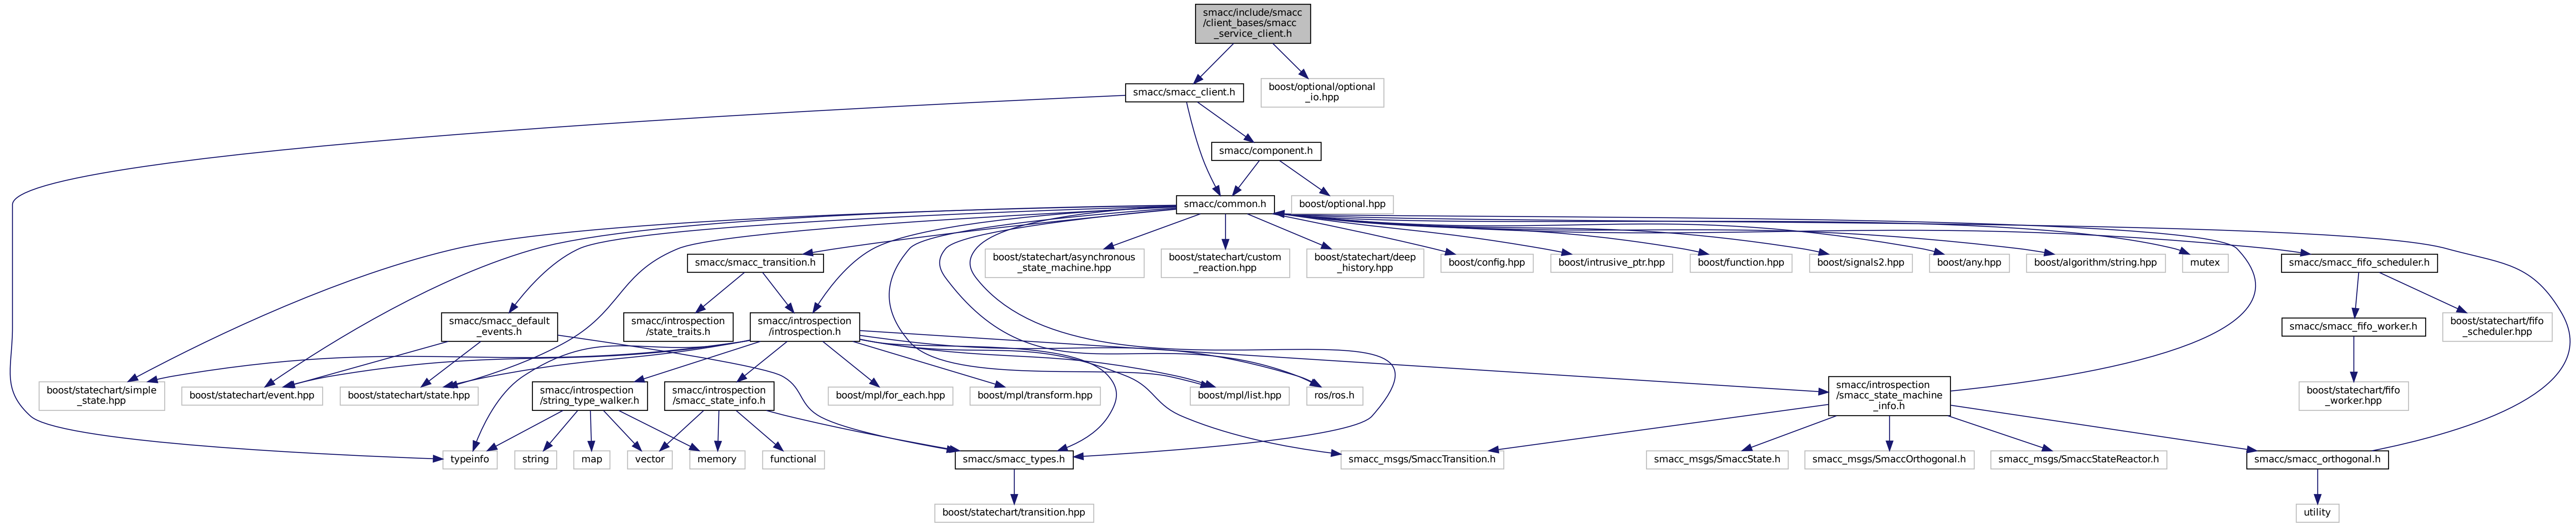 smacc/include/smacc
/client_bases/smacc
_service_client.h
smacc/smacc_client.h
boost/optional/optional
_io.hpp
smacc/component.h
smacc/common.h
boost/optional.hpp
smacc/smacc_transition.h
boost/statechart/asynchronous
_state_machine.hpp
boost/statechart/custom
_reaction.hpp
boost/statechart/deep
_history.hpp
boost/config.hpp
boost/intrusive_ptr.hpp
boost/function.hpp
boost/signals2.hpp
boost/any.hpp
boost/algorithm/string.hpp
mutex
smacc/smacc_fifo_scheduler.h
smacc/smacc_default
_events.h
smacc/introspection
/state_traits.h
smacc/introspection
/introspection.h
smacc/smacc_fifo_worker.h
boost/statechart/fifo
_scheduler.hpp
boost/statechart/simple
_state.hpp
boost/statechart/event.hpp
boost/statechart/state.hpp
smacc/introspection
/string_type_walker.h
smacc/introspection
/smacc_state_info.h
boost/mpl/for_each.hpp
boost/mpl/transform.hpp
boost/mpl/list.hpp
ros/ros.h
smacc/introspection
/smacc_state_machine
_info.h
boost/statechart/fifo
_worker.hpp
typeinfo
string
map
vector
memory
functional
smacc/smacc_types.h
smacc_msgs/SmaccTransition.h
smacc_msgs/SmaccState.h
smacc_msgs/SmaccOrthogonal.h
smacc_msgs/SmaccStateReactor.h
smacc/smacc_orthogonal.h
boost/statechart/transition.hpp
utility